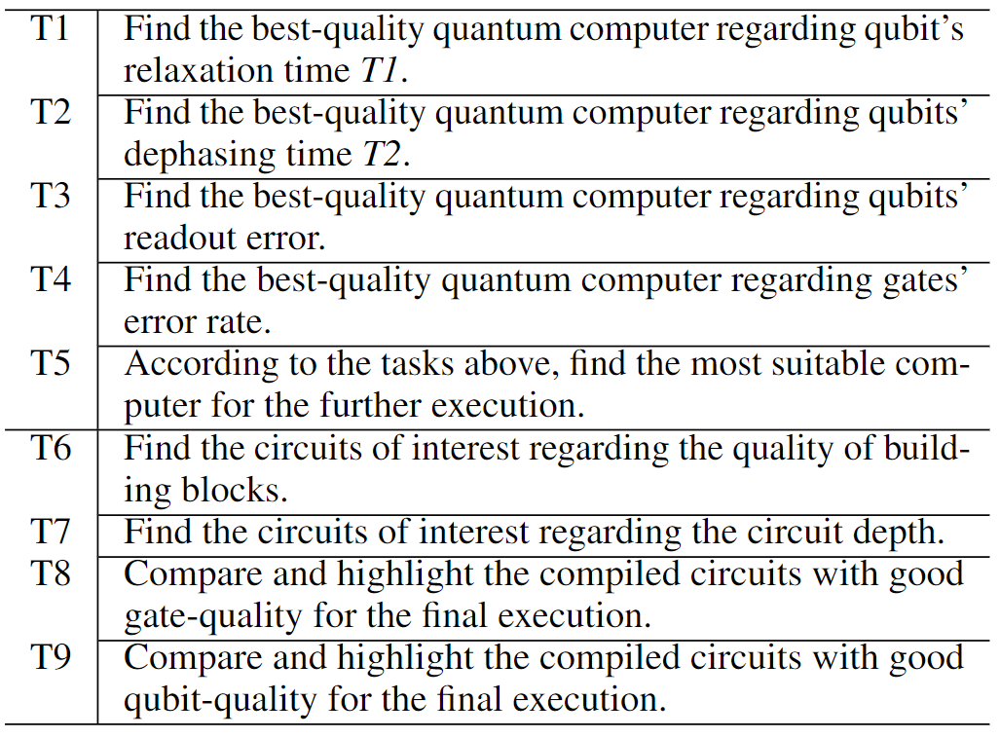 T1 Find the best-quality quantum computer regarding qubit’s
relaxation time T1.
T2 Find the best-quality quantum computer regarding qubits’
dephasing time T2.
T3 Find the best-quality quantum computer regarding qubits’
readout error.
T4 Find the best-quality quantum computer regarding gates’
error rate.
T5 According to the tasks above, find the most suitable com-
puter for the further execution.
T6 Find the circuits of interest regarding the quality of build-
ing blocks.
T7 Find the circuits of interest regarding the circuit depth.
T8 Compare and highlight the compiled circuits with good
gate-quality for the final execution.
T9 Compare and highlight the compiled circuits with good
qubit-quality for the final execution.